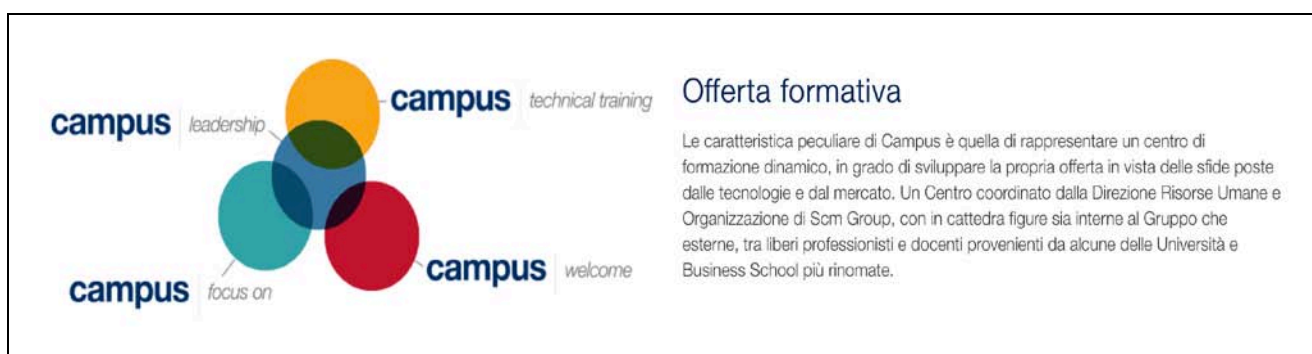 campus technical training
campus leadership
campus welcome
campus focus on
Offerta formativa
Le caratteristica peculiare di Campus è quella di rappresentare un centro di
formazione dinamico, in grado di sviluppare la propria offerta in vista delle sfide poste
dalle tecnologie e dal mercato. Un Centro coordinato dalla Direzione Risorse Umane e
Organizzazione di Scm Group, con in cattedra figure sia interne al Gruppo che
esterne, tra liberi professionisti e docenti provenienti da alcune delle Università e
Business School più rinomate.